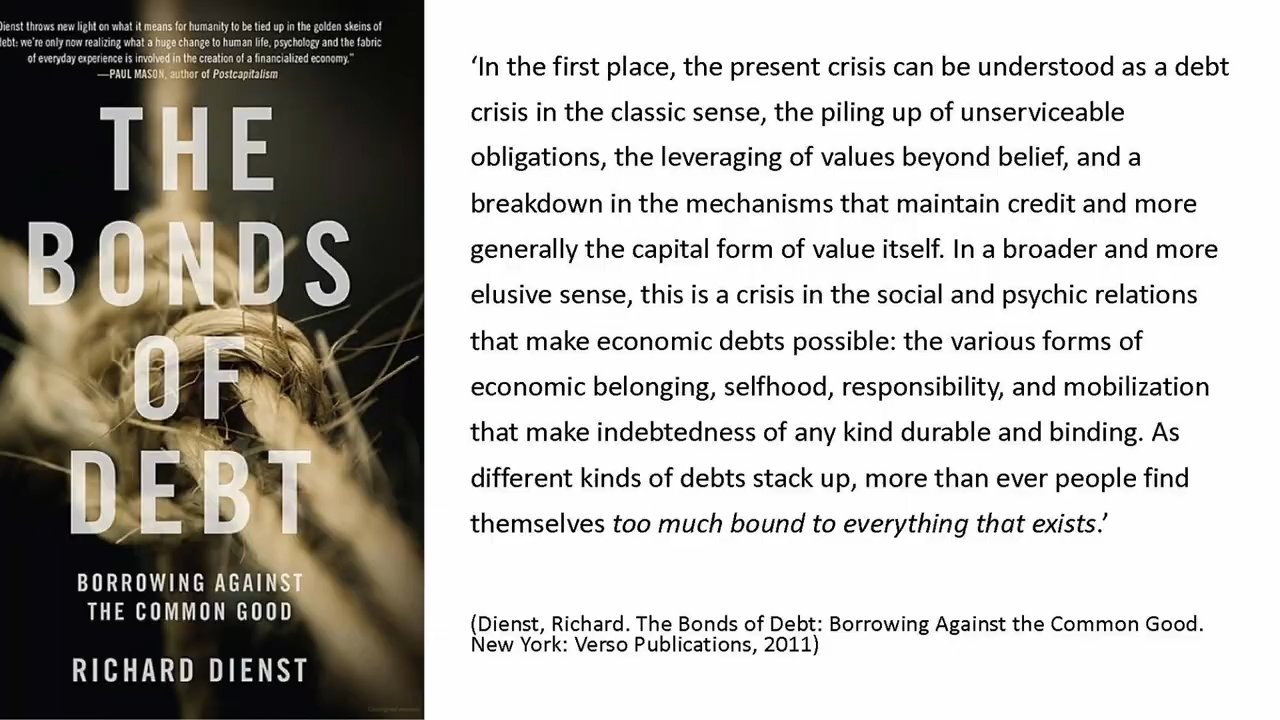 Dienst throws new light on what it means for humanity to be tied up in the golden skeins of
debt: we're only now realizing what a huge change to human life, psychology and the fabric
of everyday experience is involved in the creation of a financialized economy."
—PAUL MASON, author of Postcapitalism
THE
BONDS
OF
DEBT
BORROWING AGAINST
THE COMMON GOOD
RICHARD DIENST
‘In the first place, the present crisis can be understood as a debt
crisis in the classic sense, the piling up of unserviceable
obligations, the leveraging of values beyond belief, and a
breakdown in the mechanisms that maintain credit and more
generally the capital form of value itself. In a broader and more
elusive sense, this is a crisis in the social and psychic relations
that make economic debts possible: the various forms of
economic belonging, selfhood, responsibility, and mobilization
that make indebtedness of any kind durable and binding. As
different kinds of debts stack up, more than ever people find
themselves too much bound to everything that exists.’
(Dienst, Richard. The Bonds of Debt: Borrowing Against the Common Good.
New York: Verso Publications, 2011)